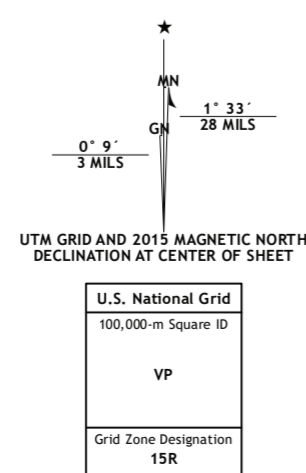 MN
1° 33´
28 MILS
GN
0° 9´
3 MILS
UTM GRID AND 2015 MAGNETIC NORTH
DECLINATION AT CENTER OF SHEET
U.S. National Grid
100,000-m Square ID
VP
Grid Zone Designation
15R